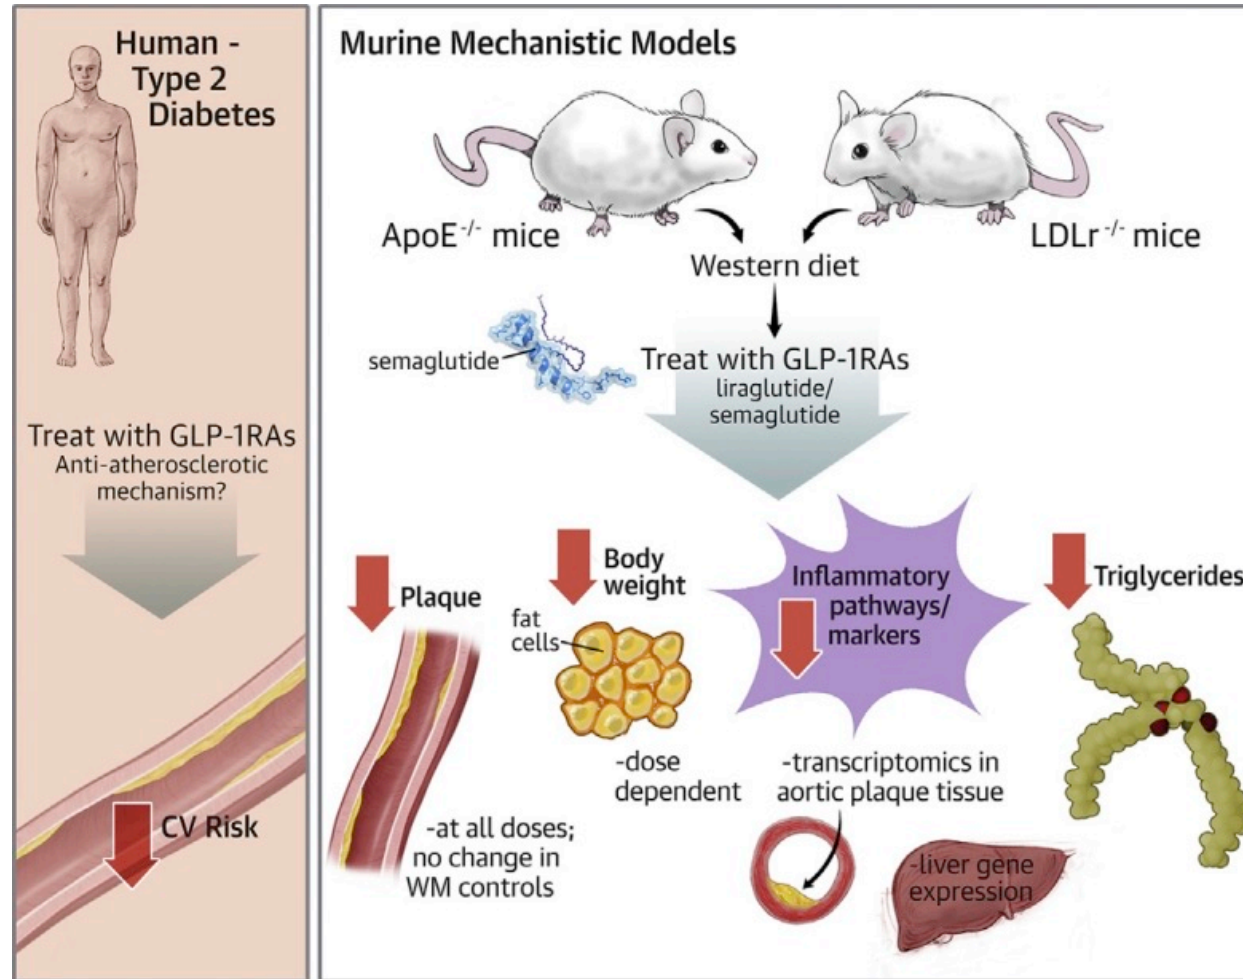 Human -
Type 2
Diabetes
Treat with GLP-1RAs
Anti-atherosclerotic
mechanism?
CV Risk
Murine Mechanistic Models
ApoE⁻/⁻ mice
LDLr⁻/⁻ mice
Western diet
semaglutide
Treat with GLP-1RAs
liraglutide/
semaglutide
Plaque
-at all doses;
no change in
WM controls
Body
weight
fat
cells
-dose
dependent
Inflammatory
pathways/
markers
-transcriptomics in
aortic plaque tissue
-liver gene
expression
Triglycerides